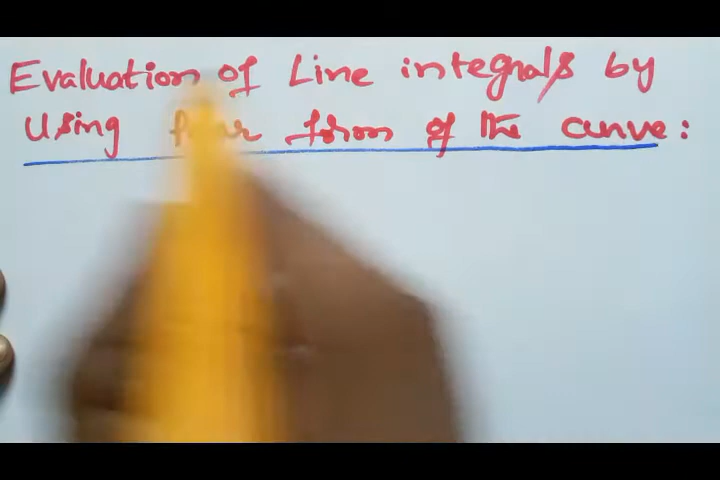 Evaluation of Line integrals by
Using form of the curve: